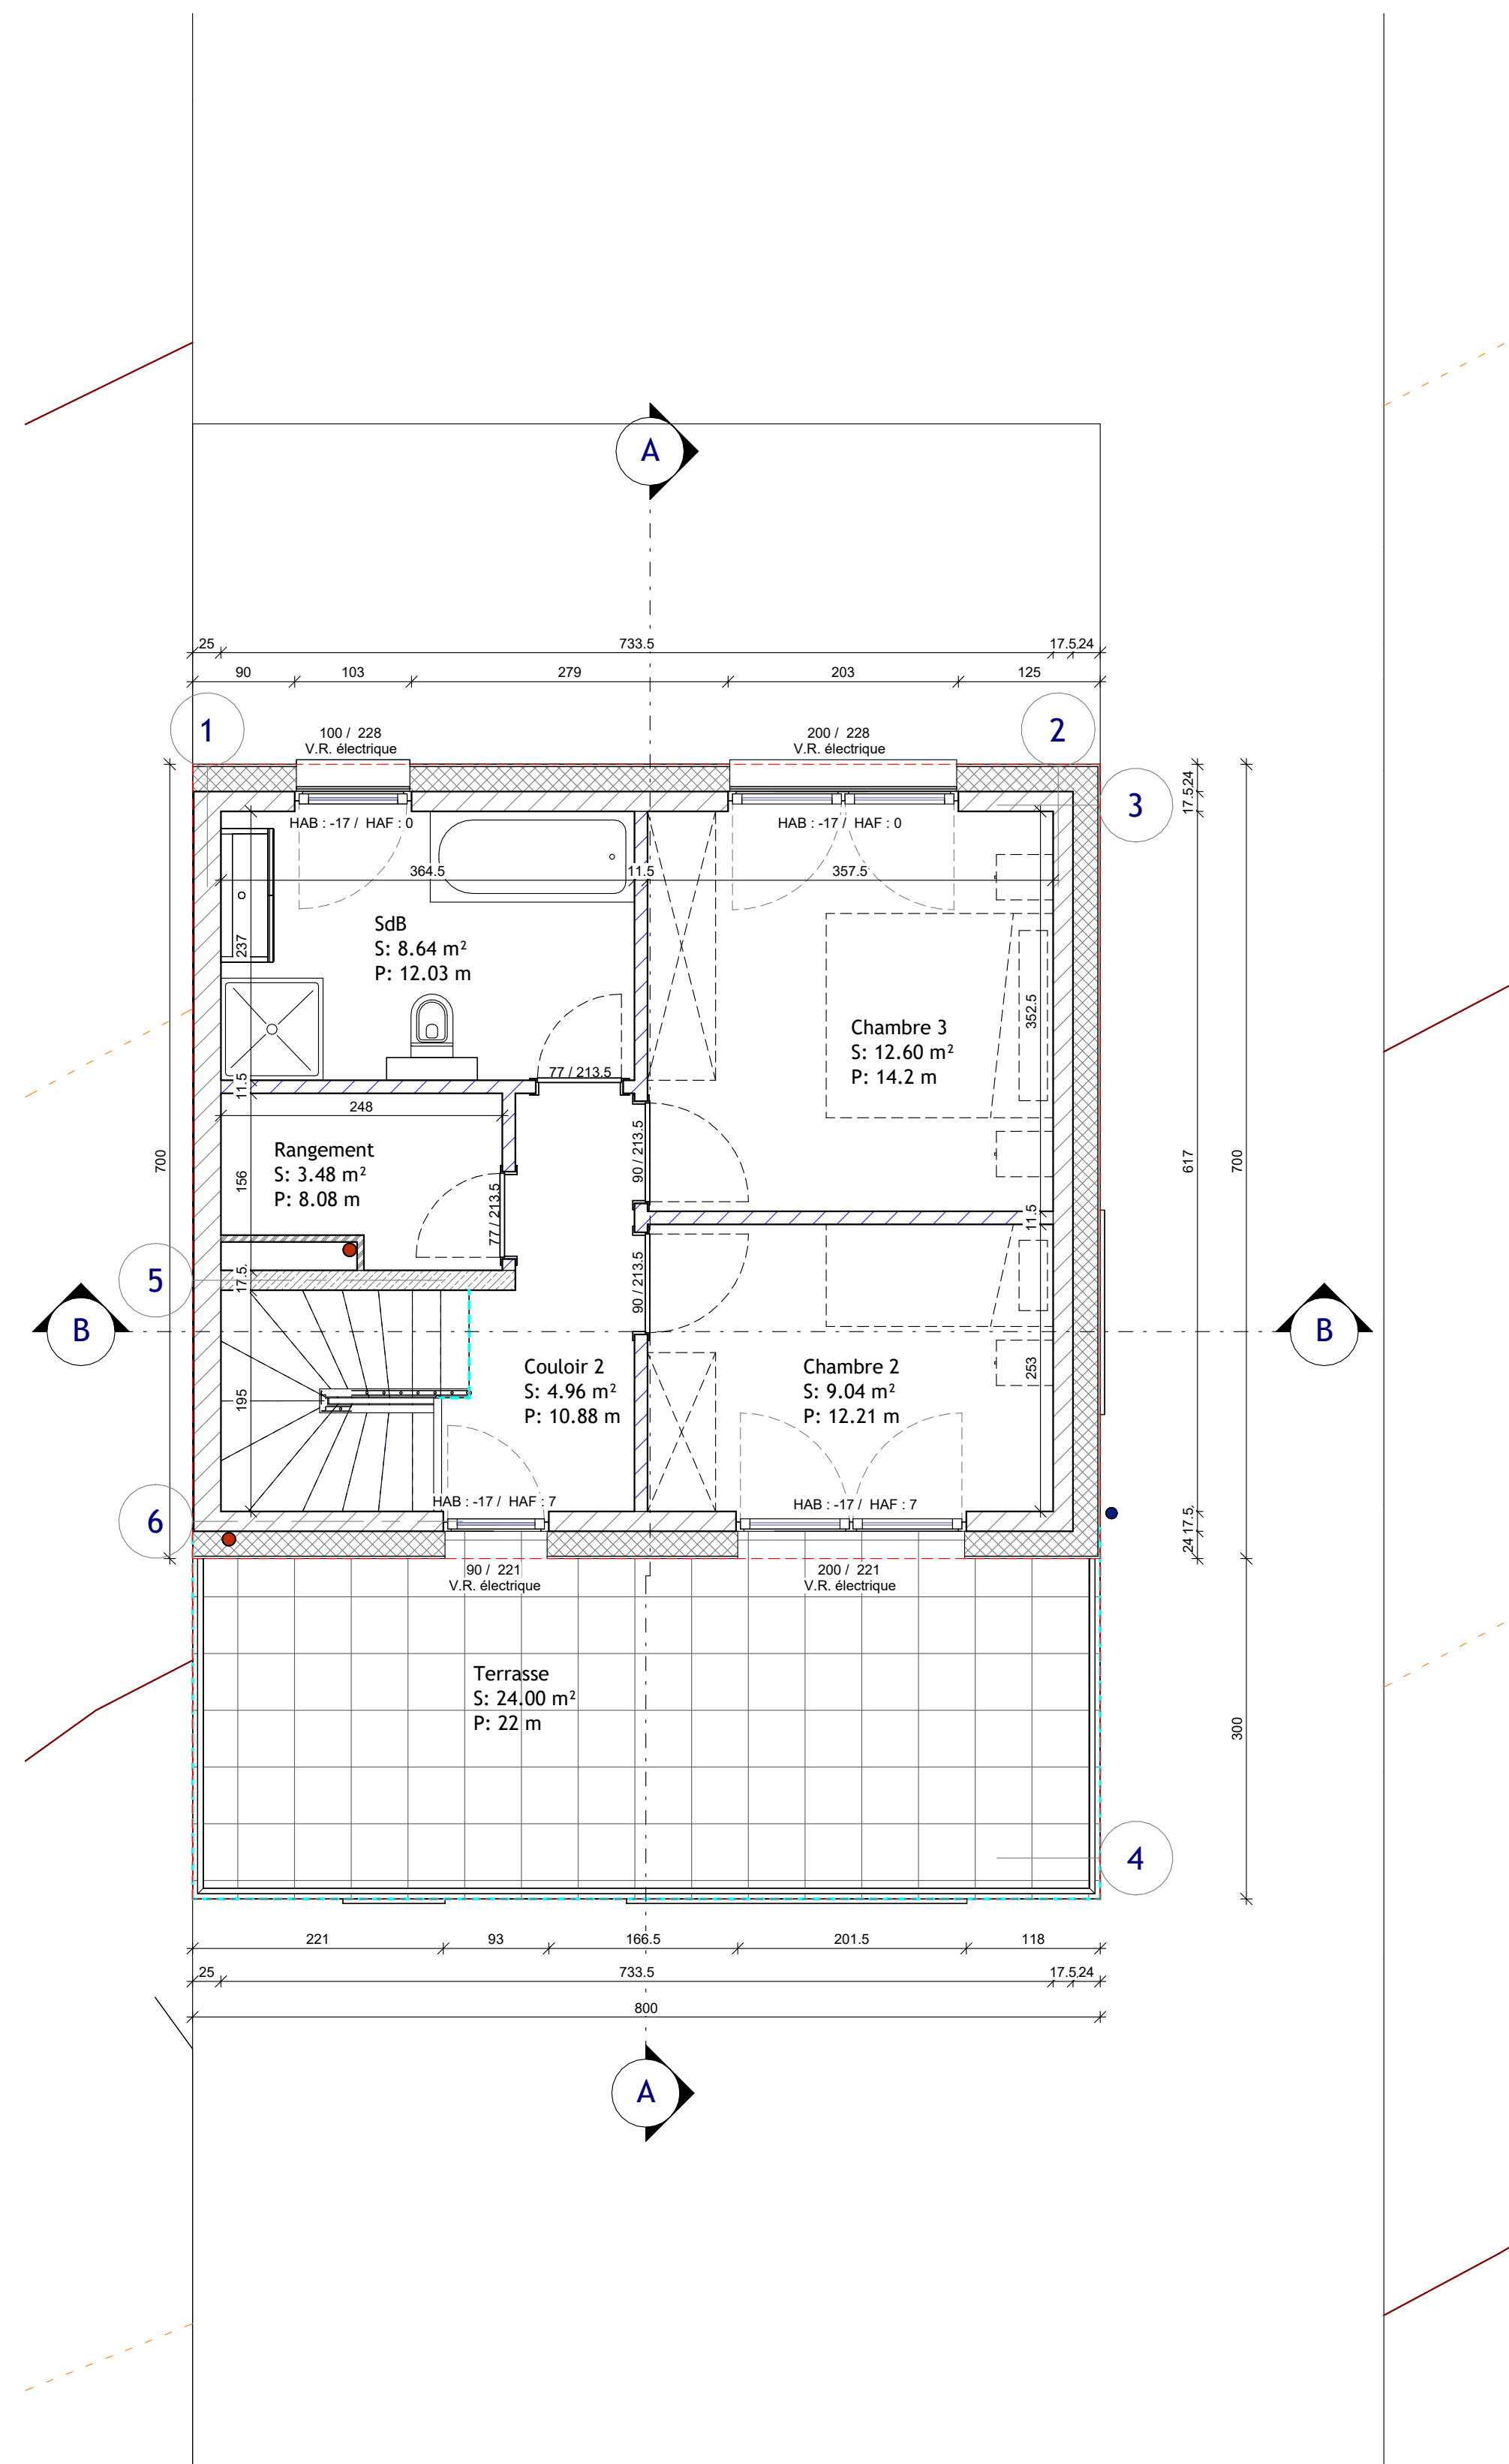 A
25
733.5
17.5
24
90
103
279
203
125
1
2
100 / 228
V.R. électrique
200 / 228
V.R. électrique
3
HAB : -17 / HAF : 0
HAB : -17 / HAF : 0
17.5
24
364.5
11.5
357.5
SdB
S: 8.64 m²
P: 12.03 m
237
352.5
Chambre 3
S: 12.60 m²
P: 14.2 m
77 / 213.5
11.5
248
Rangement
S: 3.48 m²
P: 8.08 m
156
90 / 213.5
77 / 213.5
700
617
700
11.5
5
17.5
90 / 213.5
B
B
Couloir 2
S: 4.96 m²
P: 10.88 m
Chambre 2
S: 9.04 m²
P: 12.21 m
253
195
HAB : -17 / HAF : 7
HAB : -17 / HAF : 7
6
24
17.5
90 / 221
V.R. électrique
200 / 221
V.R. électrique
Terrasse
S: 24.00 m²
P: 22 m
300
4
221
93
166.5
201.5
118
25
733.5
17.5
24
800
A